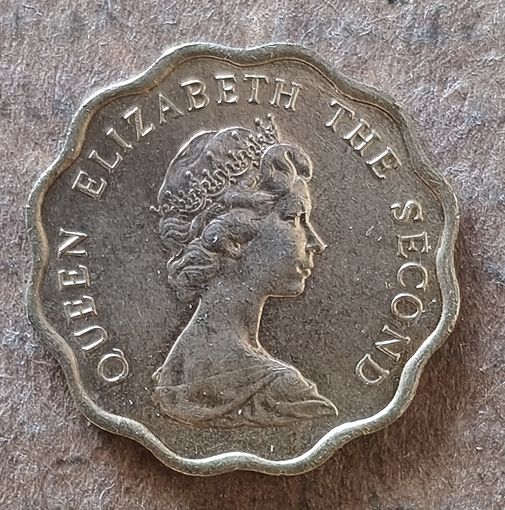 QUEEN ELIZABETH THE SECOND